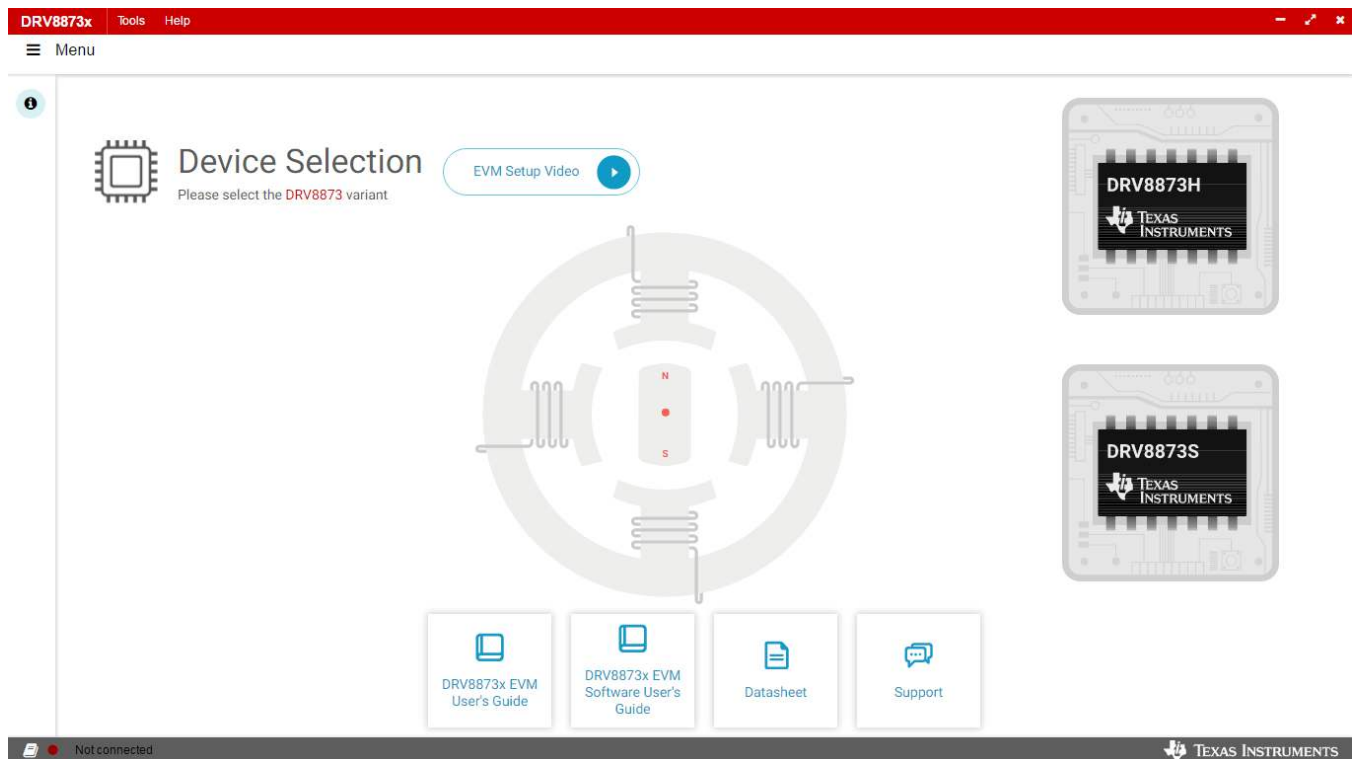 DRV8873x Tools Help
Menu
Device Selection
EVM Setup Video
Please select the DRV8873 variant
DRV8873H
TEXAS
INSTRUMENTS
N
S
DRV8873S
TEXAS
INSTRUMENTS
DRV8873x EVM
User's Guide
DRV8873x EVM
Software User's
Guide
Datasheet
Support
Not connected
TEXAS INSTRUMENTS